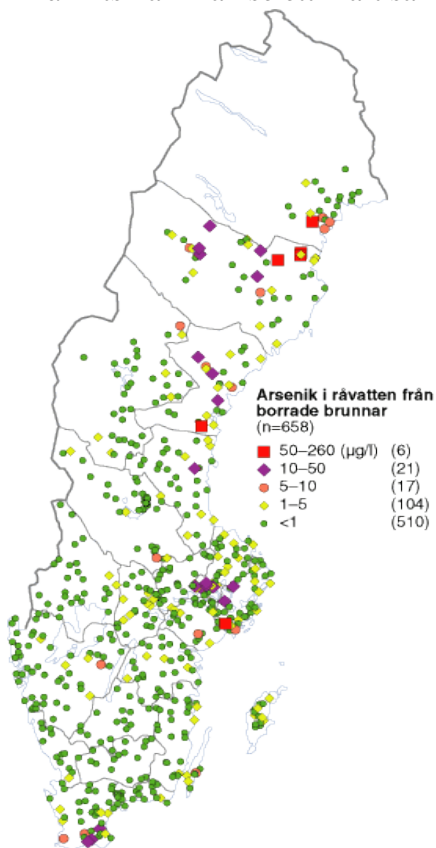 Arsenik i råvatten från
borrade brunnar
(n=658)
50–260 (µg/l) (6)
10–50 (21)
5–10 (17)
1–5 (104)
<1 (510)